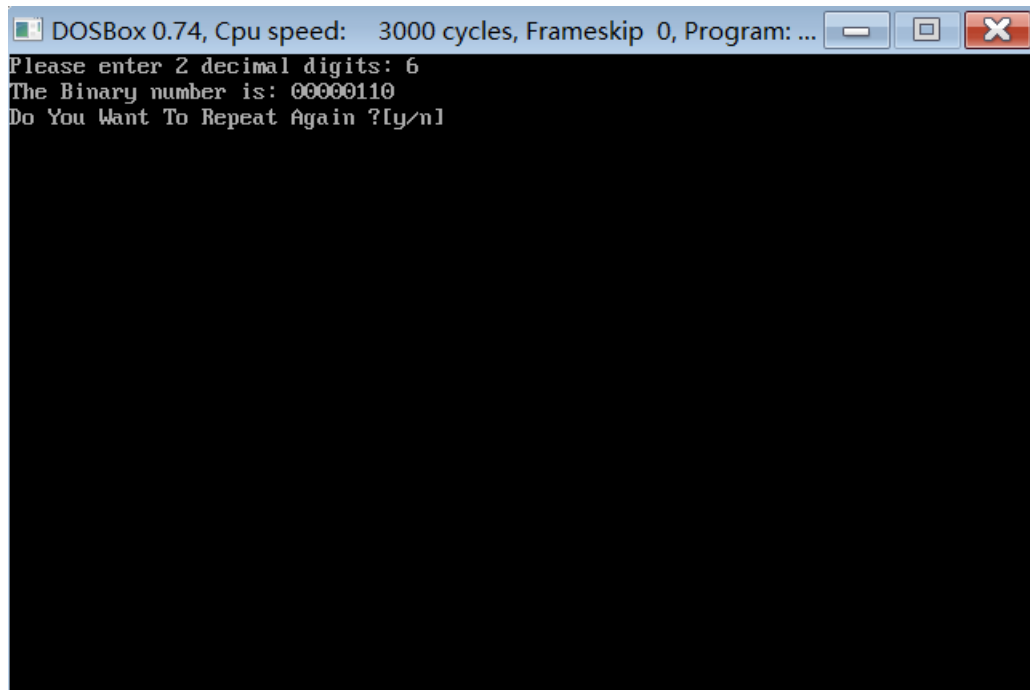 DOSBox 0.74, Cpu speed: 3000 cycles, Frameskip 0, Program: ...
Please enter 2 decimal digits: 6
The Binary number is: 00000110
Do You Want To Repeat Again ?[y/n]